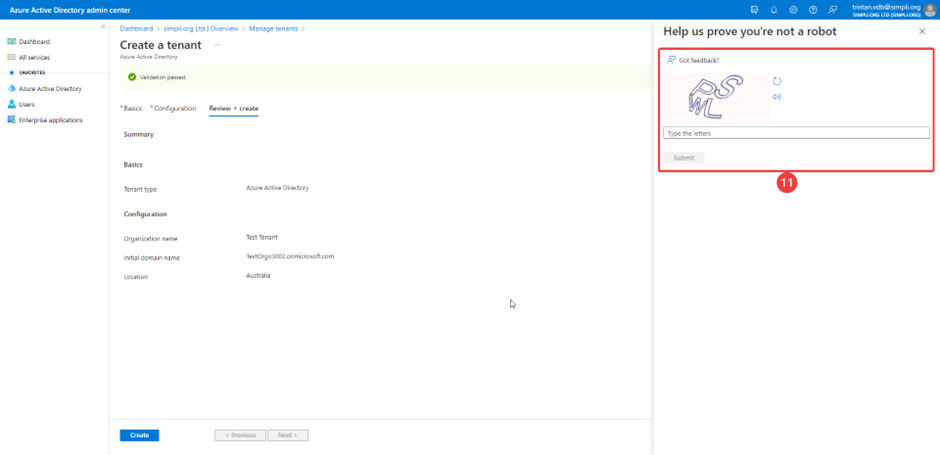 Azure Active Directory admin center
tristan.vdb@simpli.org
SIMPLI.ORG LTD (SIMPLI.ORG)
Dashboard
All services
FAVORITES
Azure Active Directory
Users
Enterprise applications
Dashboard > simpli.org Ltd | Overview > Manage tenants >
Create a tenant ...
Azure Active Directory
Validation passed.
* Basics * Configuration Review + create
Summary
Basics
Tenant type Azure Active Directory
Configuration
Organization name Test Tenant
Initial domain name TestOrgo3002.onmicrosoft.com
Location Australia
Create < Previous Next >
Help us prove you're not a robot
Got feedback?
Type the letters
Submit
11